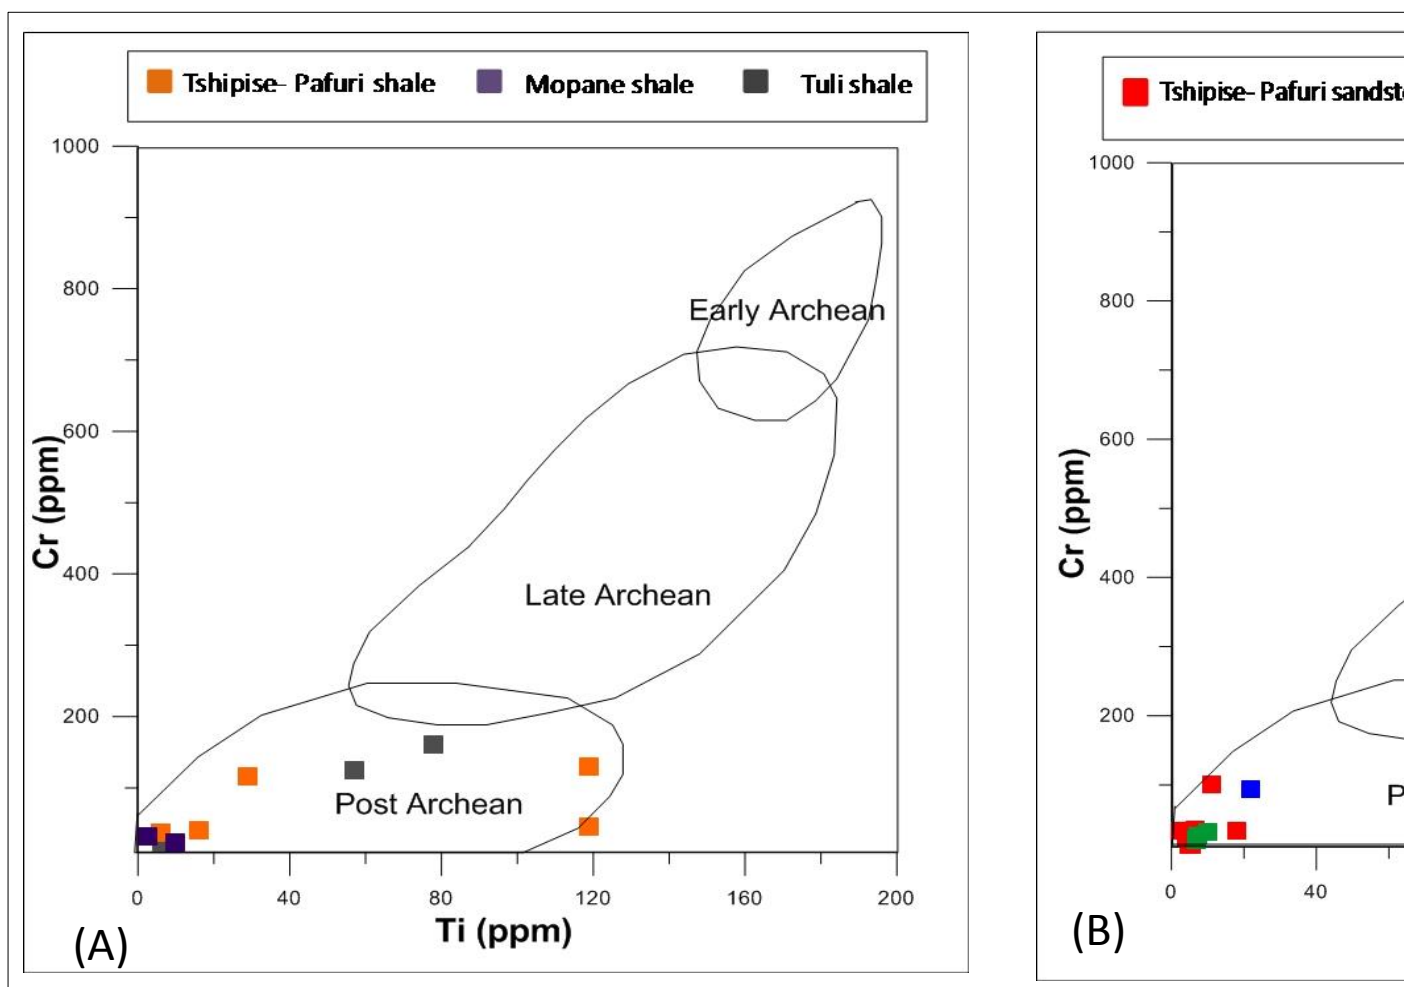 Tshipise- Pafuri shale Mopane shale Tuli shale
1000
800
600
400
200
Cr (ppm)
Early Archean
Late Archean
Post Archean
0 40 80 120 160 200
Ti (ppm)
(A)
Tshipise- Pafuri
1000
800
600
400
200
Cr (ppm)
0 40
(B)